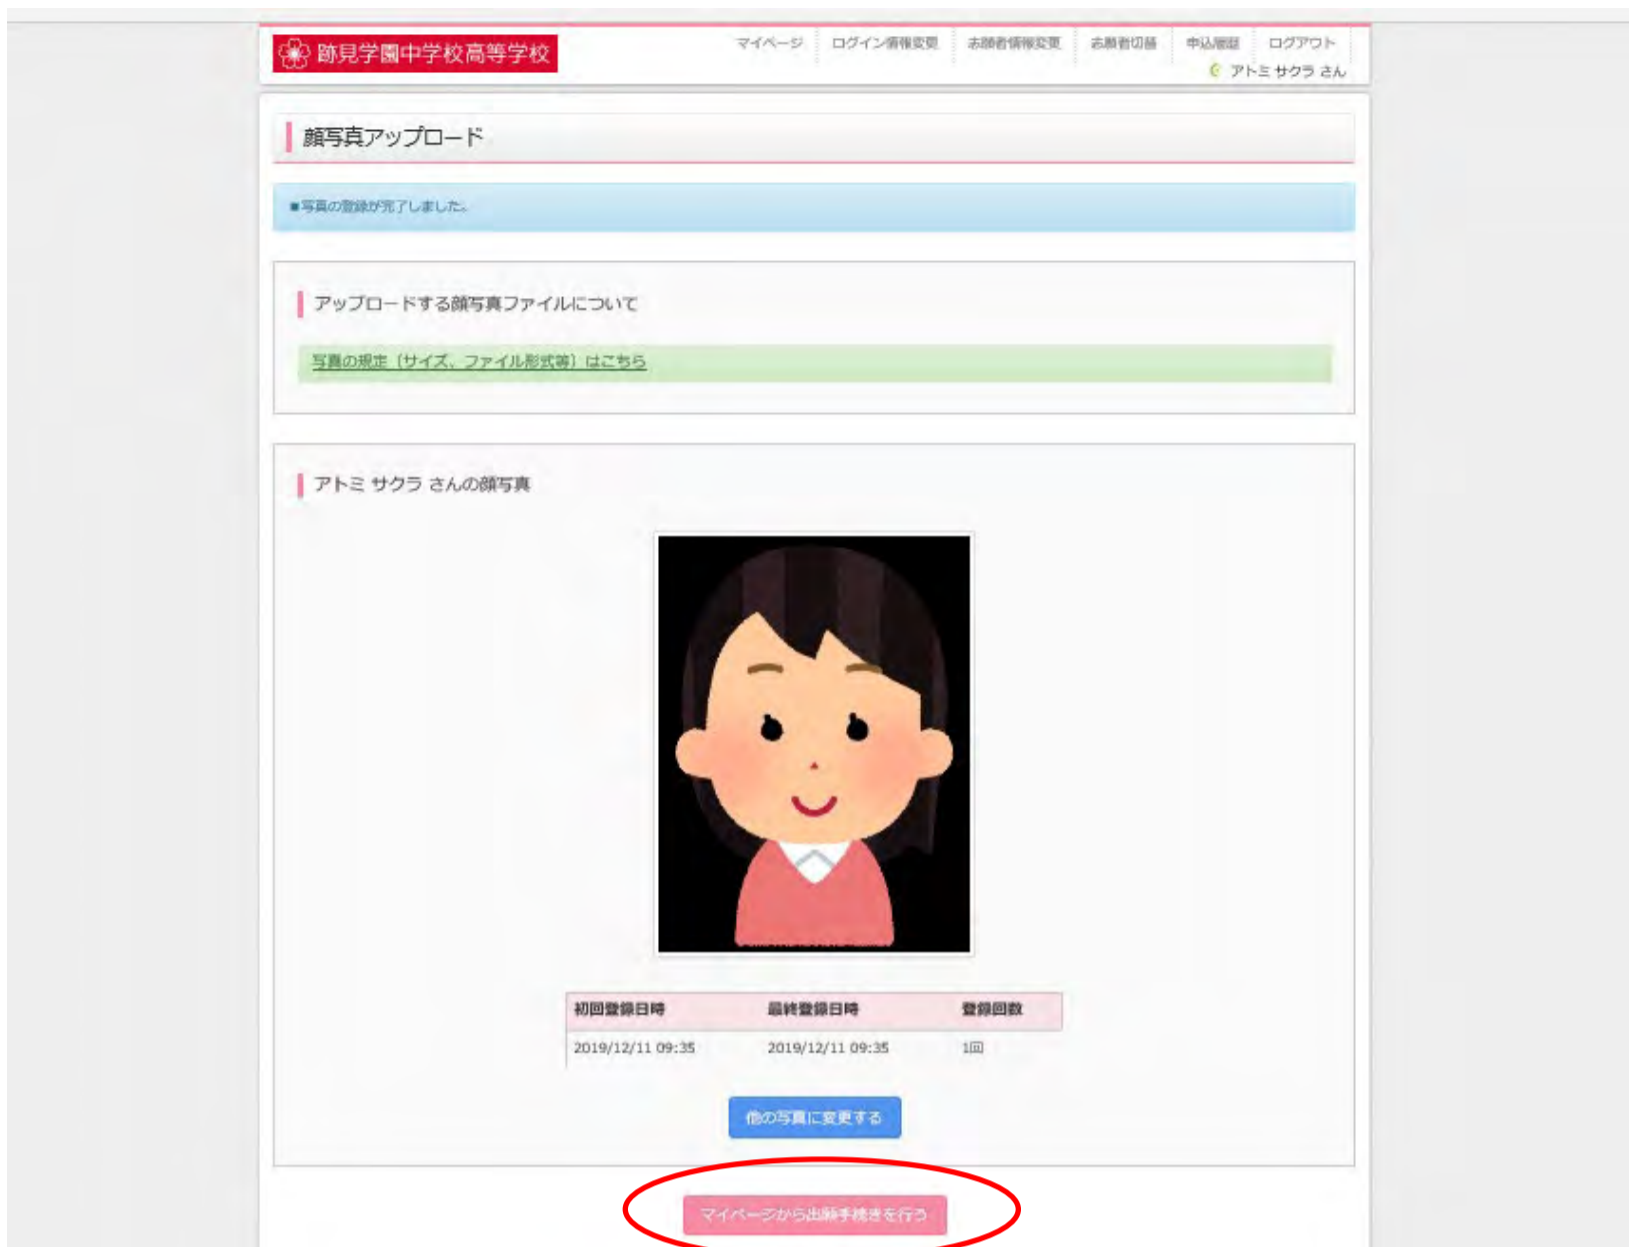 跡見学園中学校高等学校
マイページ ログイン情報変更 志願者情報変更 志願者切替 申込履歴 ログアウト
アトミ サクラ さん
顔写真アップロード
■写真の登録が完了しました。
アップロードする顔写真ファイルについて
写真の規定（サイズ、ファイル形式等）はこちら
アトミ サクラ さんの顔写真
初回登録日時 最終登録日時 登録回数
2019/12/11 09:35 2019/12/11 09:35 1回
他の写真に変更する
マイページから出願手続きを行う